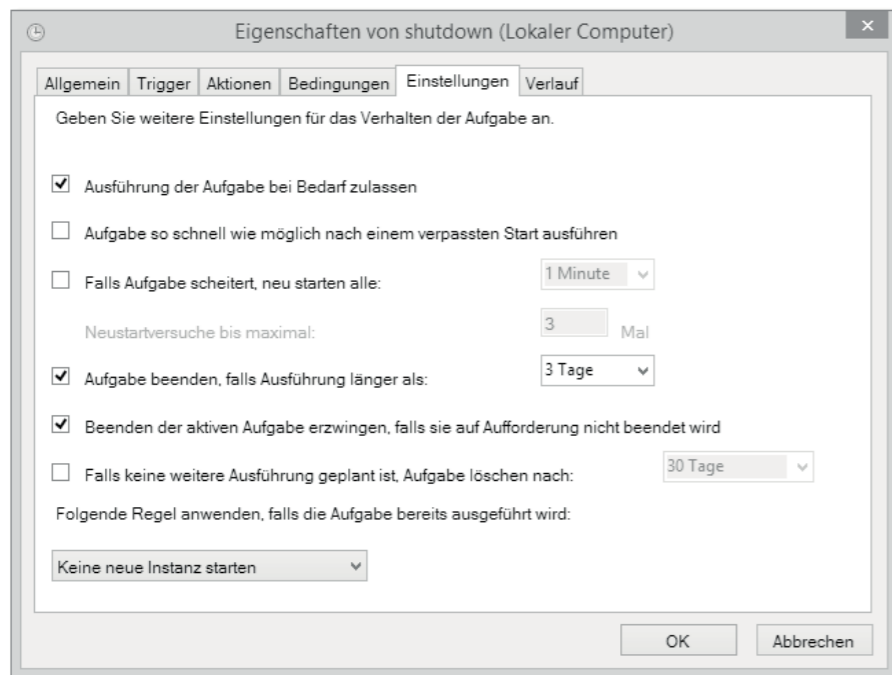 Eigenschaften von shutdown (Lokaler Computer)
Allgemein Trigger Aktionen Bedingungen Einstellungen Verlauf
Geben Sie weitere Einstellungen für das Verhalten der Aufgabe an.
Ausführung der Aufgabe bei Bedarf zulassen
Aufgabe so schnell wie möglich nach einem verpassten Start ausführen
Falls Aufgabe scheitert, neu starten alle: 1 Minute
Neustartversuche bis maximal: 3 Mal
Aufgabe beenden, falls Ausführung länger als: 3 Tage
Beenden der aktiven Aufgabe erzwingen, falls sie auf Aufforderung nicht beendet wird
Falls keine weitere Ausführung geplant ist, Aufgabe löschen nach: 30 Tage
Folgende Regel anwenden, falls die Aufgabe bereits ausgeführt wird:
Keine neue Instanz starten
OK Abbrechen